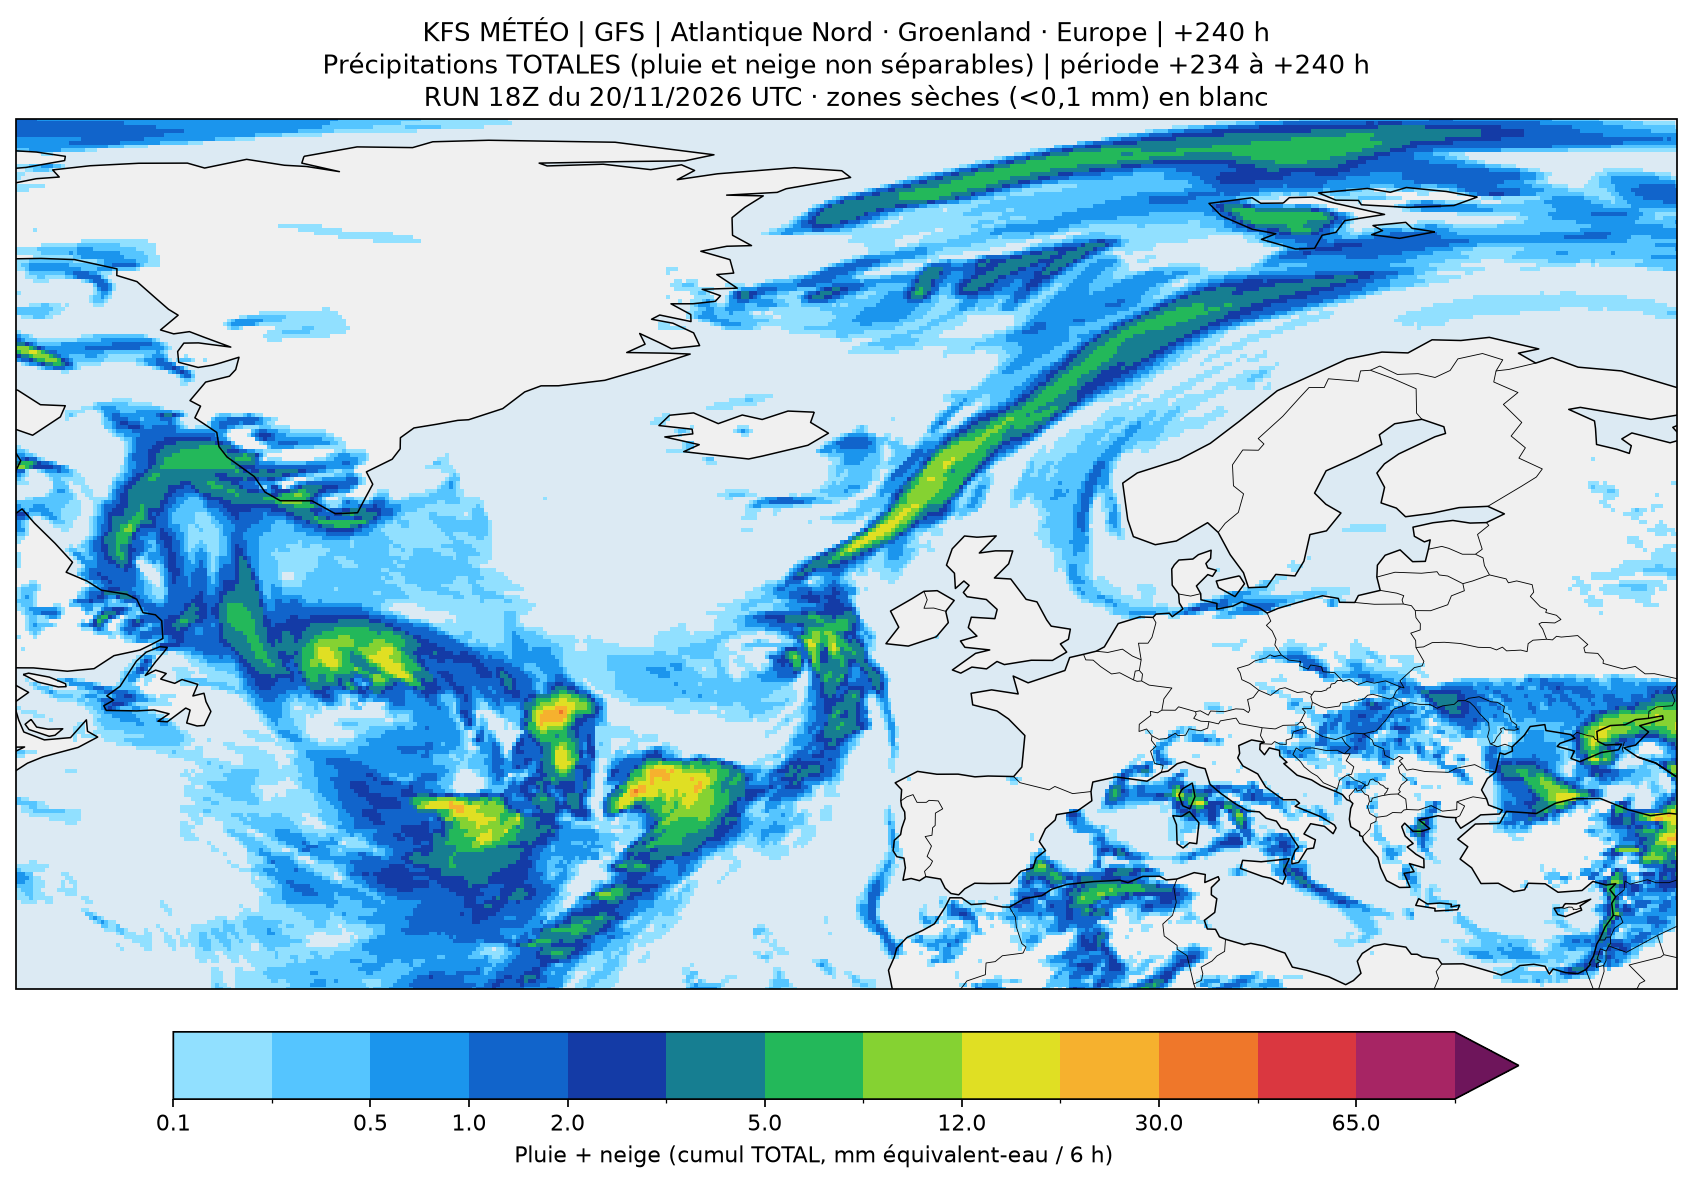 KFS MÉTÉO | GFS | Atlantique Nord · Groenland · Europe | +240 h
Précipitations TOTALES (pluie et neige non séparables) | période +234 à +240 h
RUN 18Z du 20/11/2026 UTC · zones sèches (<0,1 mm) en blanc
0.1 0.5 1.0 2.0 5.0 12.0 30.0 65.0
Pluie + neige (cumul TOTAL, mm équivalent-eau / 6 h)